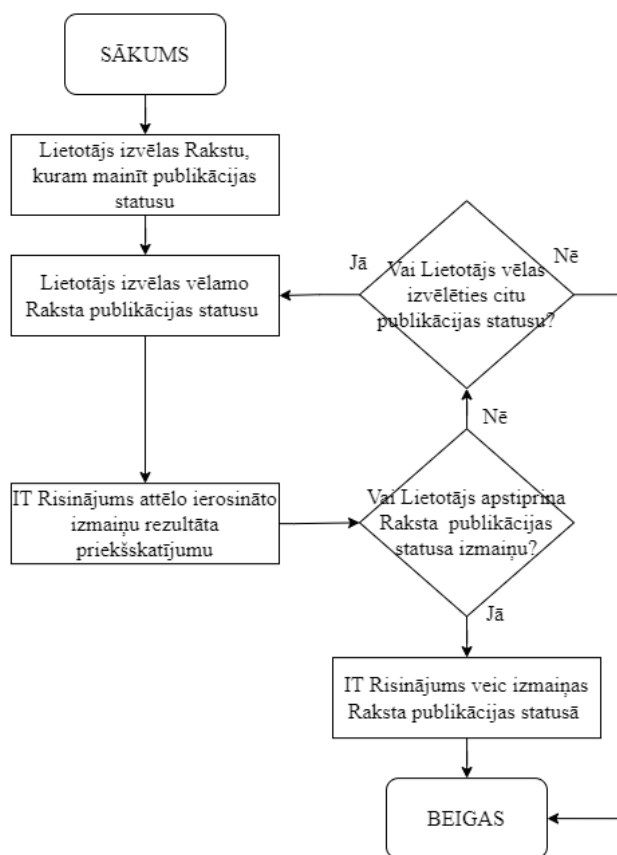 SĀKUMS
Lietotājs izvēlas Rakstu,
kuram mainīt publikācijas
statusu
Lietotājs izvēlas vēlamo
Raksta publikācijas statusu
Jā
Vai Lietotājs vēlas
izvēlēties citu
publikācijas statusu?
Nē
Nē
IT Risinājums attēlo ierosināto
izmaiņu rezultāta
priekšskatījumu
Vai Lietotājs apstiprina
Raksta publikācijas
statusa izmaiņu?
Jā
IT Risinājums veic izmaiņas
Raksta publikācijas statusā
BEIGAS